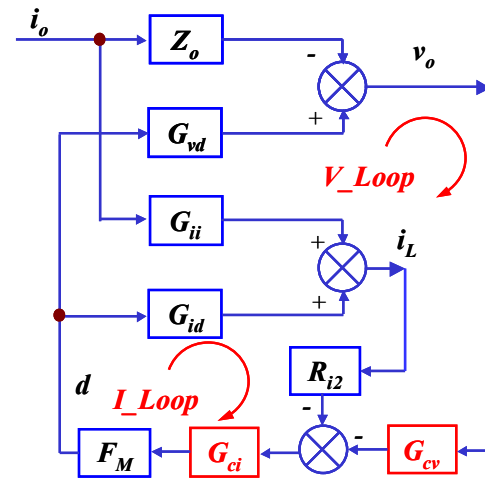 i_o
Z_o
-
v_o
+
G_vd
V_Loop
G_ii
+
i_L
+
G_id
R_i2
d
I_Loop
-
-
F_M
G_ci
G_cv